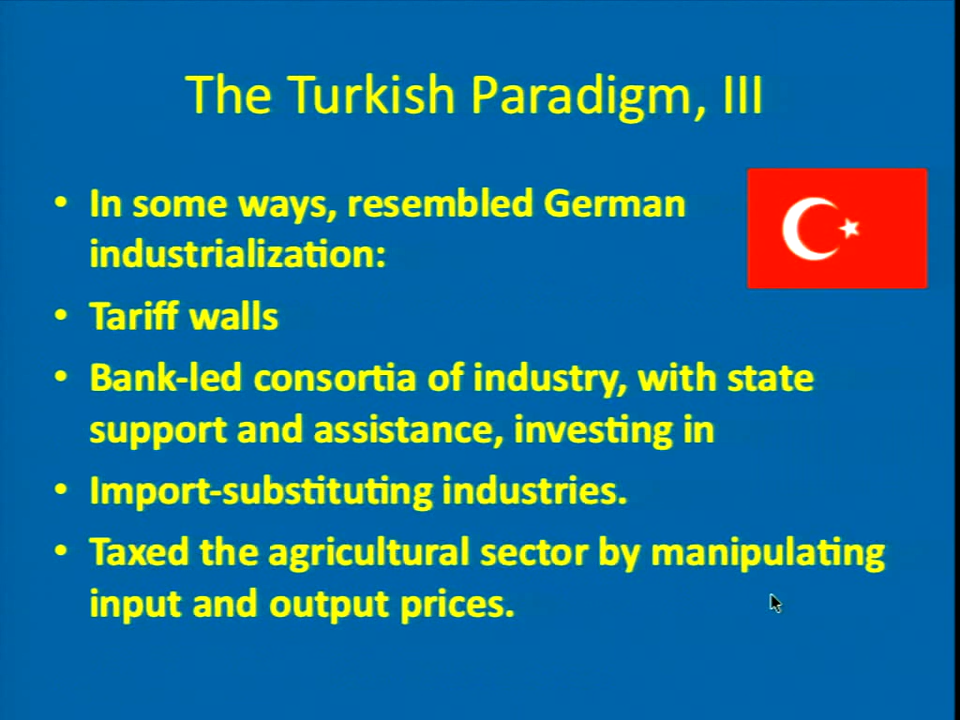 The Turkish Paradigm, III
• In some ways, resembled German
industrialization:
• Tariff walls
• Bank-led consortia of industry, with state
support and assistance, investing in
• Import-substituting industries.
• Taxed the agricultural sector by manipulating
input and output prices.